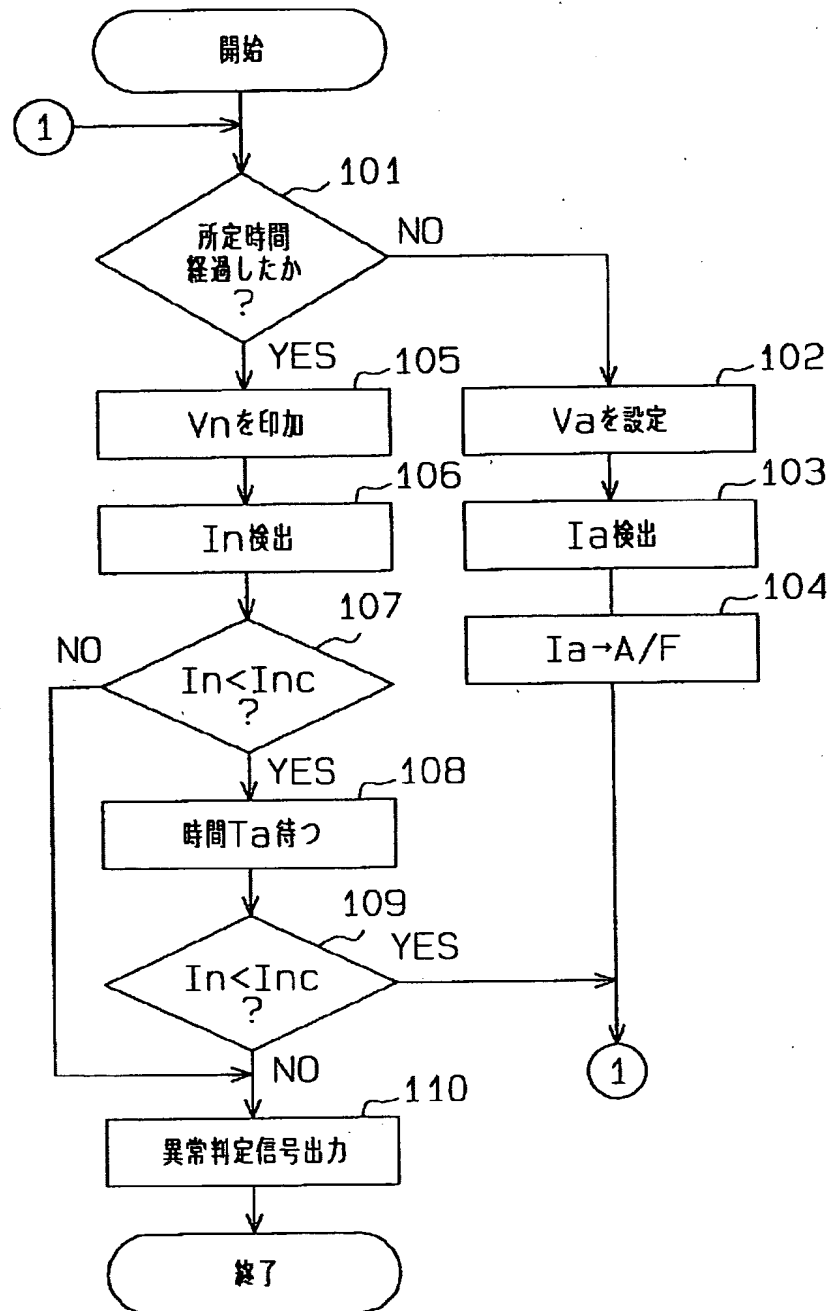 開始
1
101
所定時間
経過したか
?
NO
YES
105
Vnを印加
102
Vaを設定
106
In検出
103
Ia検出
104
Ia→A/F
107
NO
In<Inc
?
YES
108
時間Ta待つ
109
In<Inc
?
YES
NO
1
110
異常判定信号出力
終了